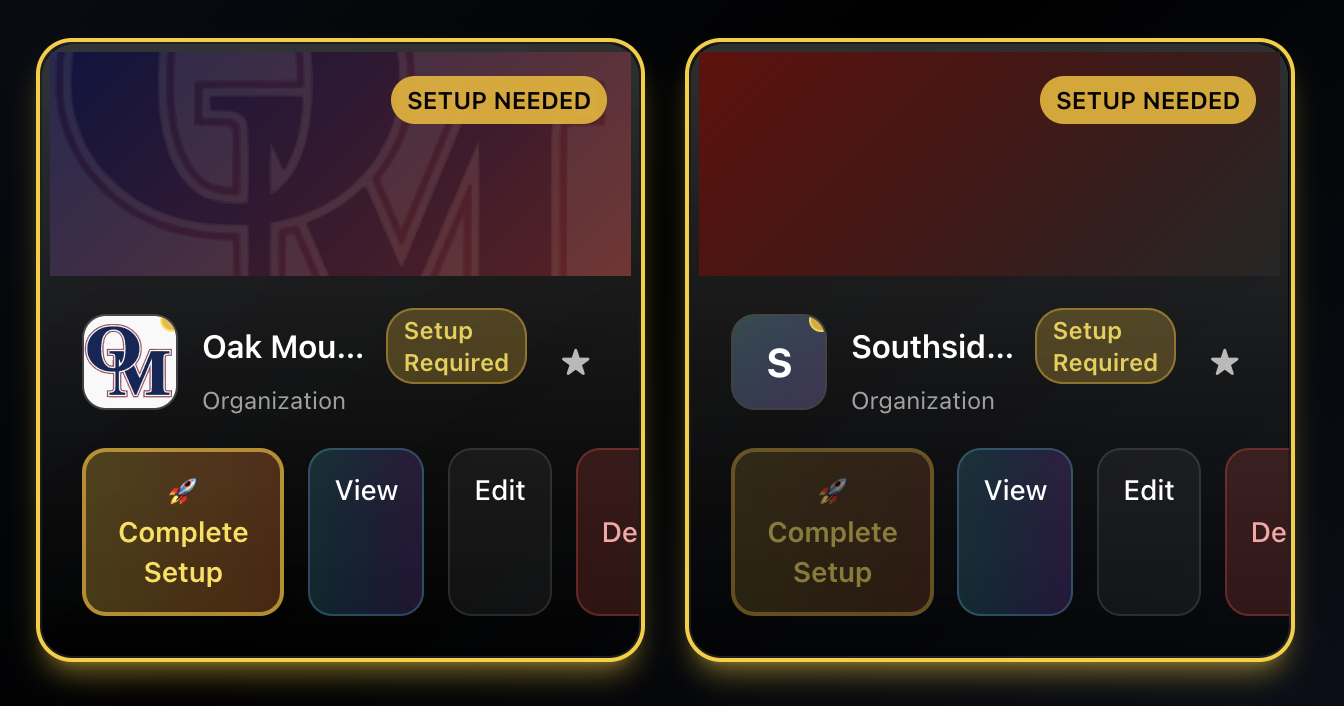 SETUP NEEDED
OM
Oak Mou...
Setup
Required
Organization
🚀
Complete
Setup
View
Edit
De
SETUP NEEDED
S
Southsid...
Setup
Required
Organization
🚀
Complete
Setup
View
Edit
De